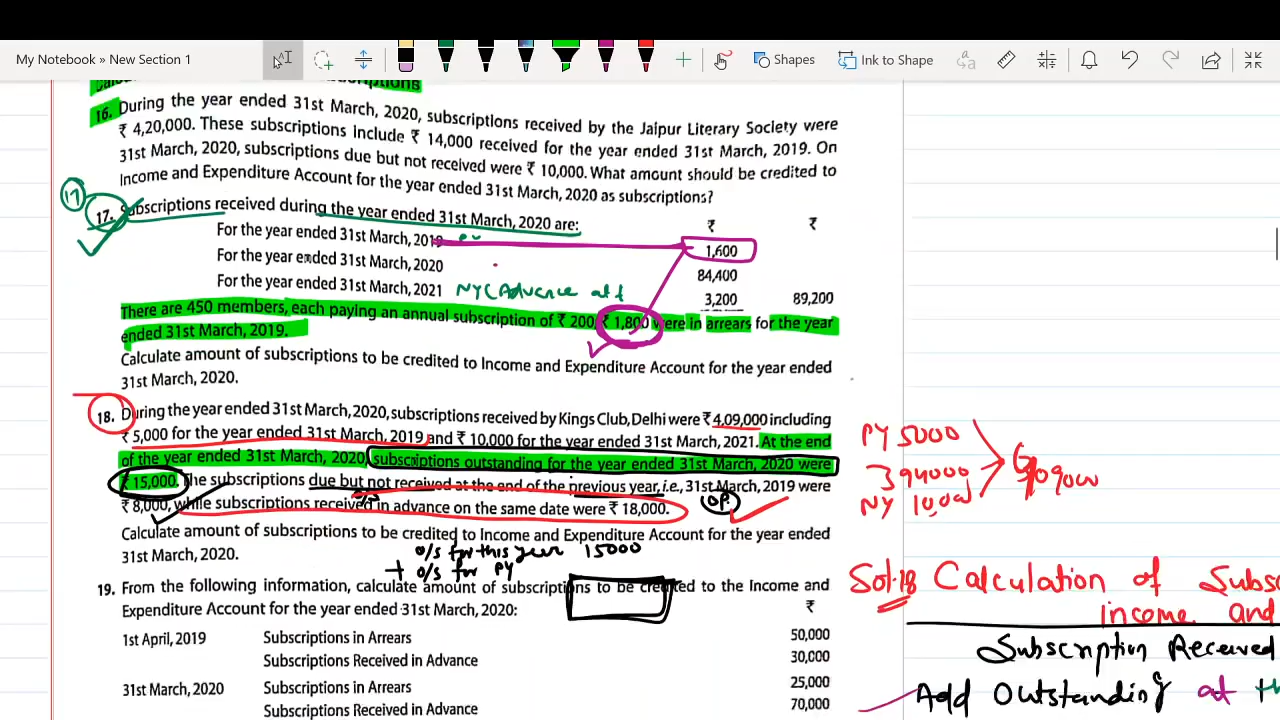 My Notebook » New Section 1
Shapes
Ink to Shape
16. During the year ended 31st March, 2020, subscriptions received by the Jaipur Literary Society were
₹ 4,20,000. These subscriptions include ₹ 14,000 received for the year ended 31st March, 2019. On
31st March, 2020, subscriptions due but not received were ₹ 10,000. What amount should be credited to
Income and Expenditure Account for the year ended 31st March, 2020 as subscriptions?
17
17. Subscriptions received during the year ended 31st March, 2020 are: ₹ ₹
For the year ended 31st March, 2019 1,600
For the year ended 31st March, 2020 84,400
For the year ended 31st March, 2021 NY (Advance at 3,200 89,200
There are 450 members, each paying an annual subscription of ₹ 200; ₹ 1,800 were in arrears for the year
ended 31st March, 2019.
Calculate amount of subscriptions to be credited to Income and Expenditure Account for the year ended
31st March, 2020.
18. During the year ended 31st March, 2020, subscriptions received by Kings Club, Delhi were ₹ 4,09,000 including
₹ 5,000 for the year ended 31st March, 2019 and ₹ 10,000 for the year ended 31st March, 2021. At the end
of the year ended 31st March, 2020, subscriptions outstanding for the year ended 31st March, 2020 were
₹ 15,000. The subscriptions due but not received at the end of the previous year, i.e., 31st March, 2019 were
₹ 8,000, while subscriptions received in advance on the same date were ₹ 18,000. OP.
Calculate amount of subscriptions to be credited to Income and Expenditure Account for the year ended
31st March, 2020.
o/s for this year 15000
+ o/s for PY
PY 5000
394000
NY 10,000
409000
19. From the following information, calculate amount of subscriptions to be credited to the Income and
Expenditure Account for the year ended 31st March, 2020: ₹
1st April, 2019 Subscriptions in Arrears 50,000
Subscriptions Received in Advance 30,000
31st March, 2020 Subscriptions in Arrears 25,000
Subscriptions Received in Advance 70,000
Sol:18 Calculation of Subsc
income and
Subscription Received
Add Outstanding at th